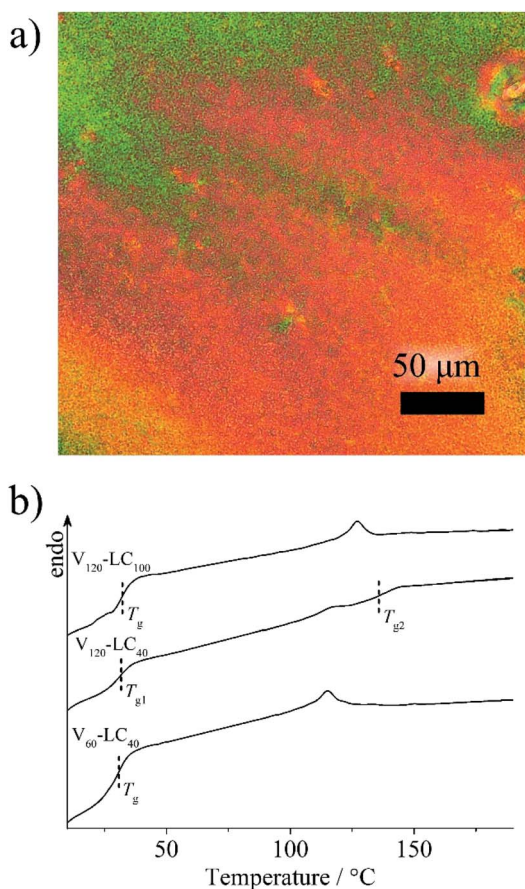 a)
50 μm
b)
endo
V₁₂₀-LC₁₀₀
Tg
V₁₂₀-LC₄₀
Tg1
Tg2
V₆₀-LC₄₀
Tg
50 100 150
Temperature / °C